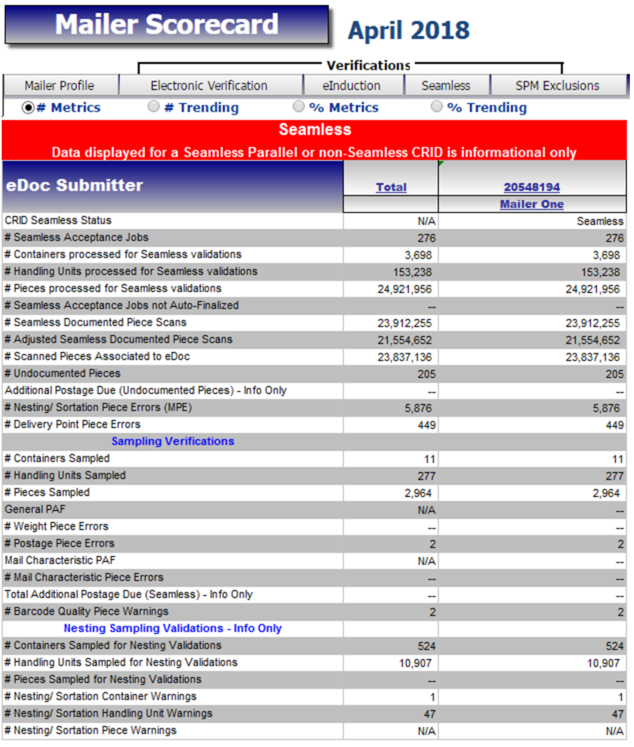 Mailer Scorecard April 2018
Verifications
Mailer Profile Electronic Verification eInduction Seamless SPM Exclusions
# Metrics # Trending % Metrics % Trending
Seamless
Data displayed for a Seamless Parallel or non-Seamless CRID is informational only
eDoc Submitter Total 20548194
Mailer One
CRID Seamless Status N/A Seamless
# Seamless Acceptance Jobs 276 276
# Containers processed for Seamless validations 3,698 3,698
# Handling Units processed for Seamless validations 153,238 153,238
# Pieces processed for Seamless validations 24,921,956 24,921,956
# Seamless Acceptance Jobs not Auto-Finalized -- --
# Seamless Documented Piece Scans 23,912,255 23,912,255
# Adjusted Seamless Documented Piece Scans 21,554,652 21,554,652
# Scanned Pieces Associated to eDoc 23,837,136 23,837,136
# Undocumented Pieces 205 205
Additional Postage Due (Undocumented Pieces) - Info Only -- --
# Nesting/ Sortation Piece Errors (MPE) 5,876 5,876
# Delivery Point Piece Errors 449 449
Sampling Verifications
# Containers Sampled 11 11
# Handling Units Sampled 277 277
# Pieces Sampled 2,964 2,964
General PAF N/A --
# Weight Piece Errors -- --
# Postage Piece Errors 2 2
Mail Characteristic PAF N/A --
# Mail Characteristic Piece Errors -- --
Total Additional Postage Due (Seamless) - Info Only -- --
# Barcode Quality Piece Warnings 2 2
Nesting Sampling Validations - Info Only
# Containers Sampled for Nesting Validations 524 524
# Handling Units Sampled for Nesting Validations 10,907 10,907
# Pieces Sampled for Nesting Validations -- --
# Nesting/ Sortation Container Warnings 1 1
# Nesting/ Sortation Handling Unit Warnings 47 47
# Nesting/ Sortation Piece Warnings N/A N/A